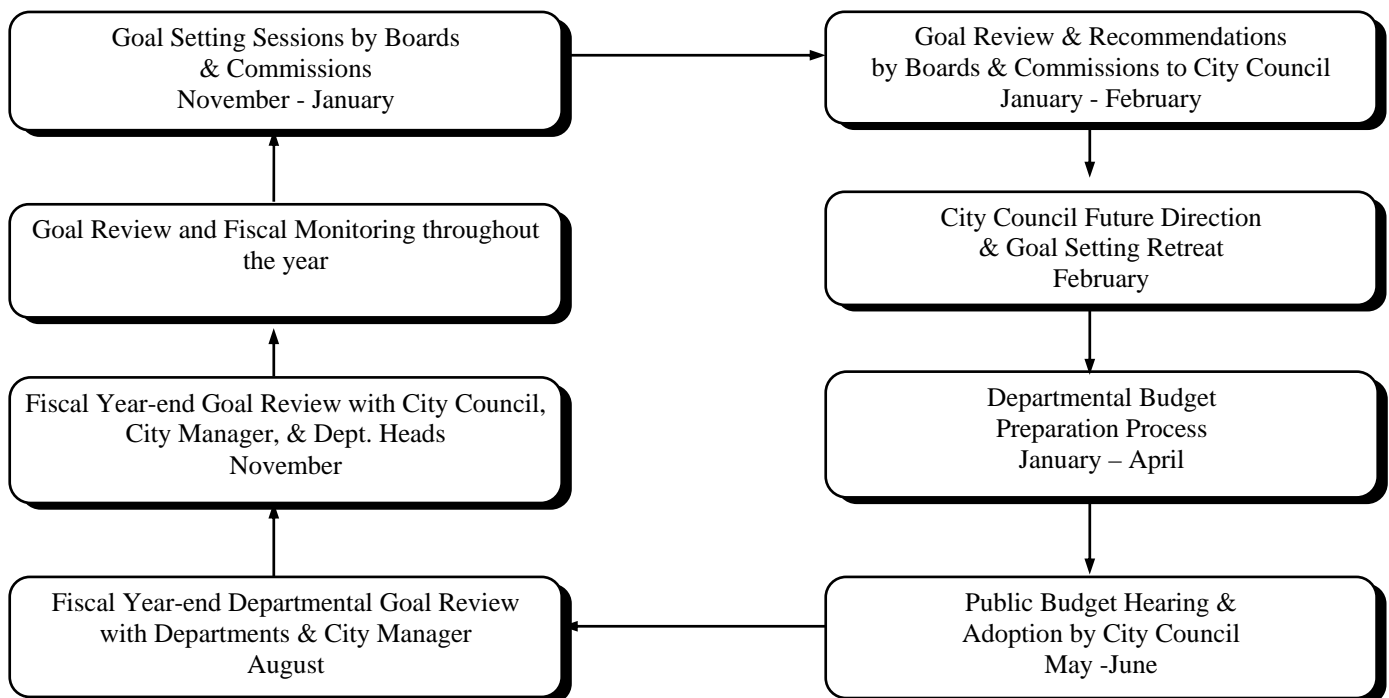 Goal Setting Sessions by Boards
& Commissions
November - January
Goal Review & Recommendations
by Boards & Commissions to City Council
January - February
City Council Future Direction
& Goal Setting Retreat
February
Departmental Budget
Preparation Process
January – April
Public Budget Hearing &
Adoption by City Council
May -June
Fiscal Year-end Departmental Goal Review
with Departments & City Manager
August
Fiscal Year-end Goal Review with City Council,
City Manager, & Dept. Heads
November
Goal Review and Fiscal Monitoring throughout
the year